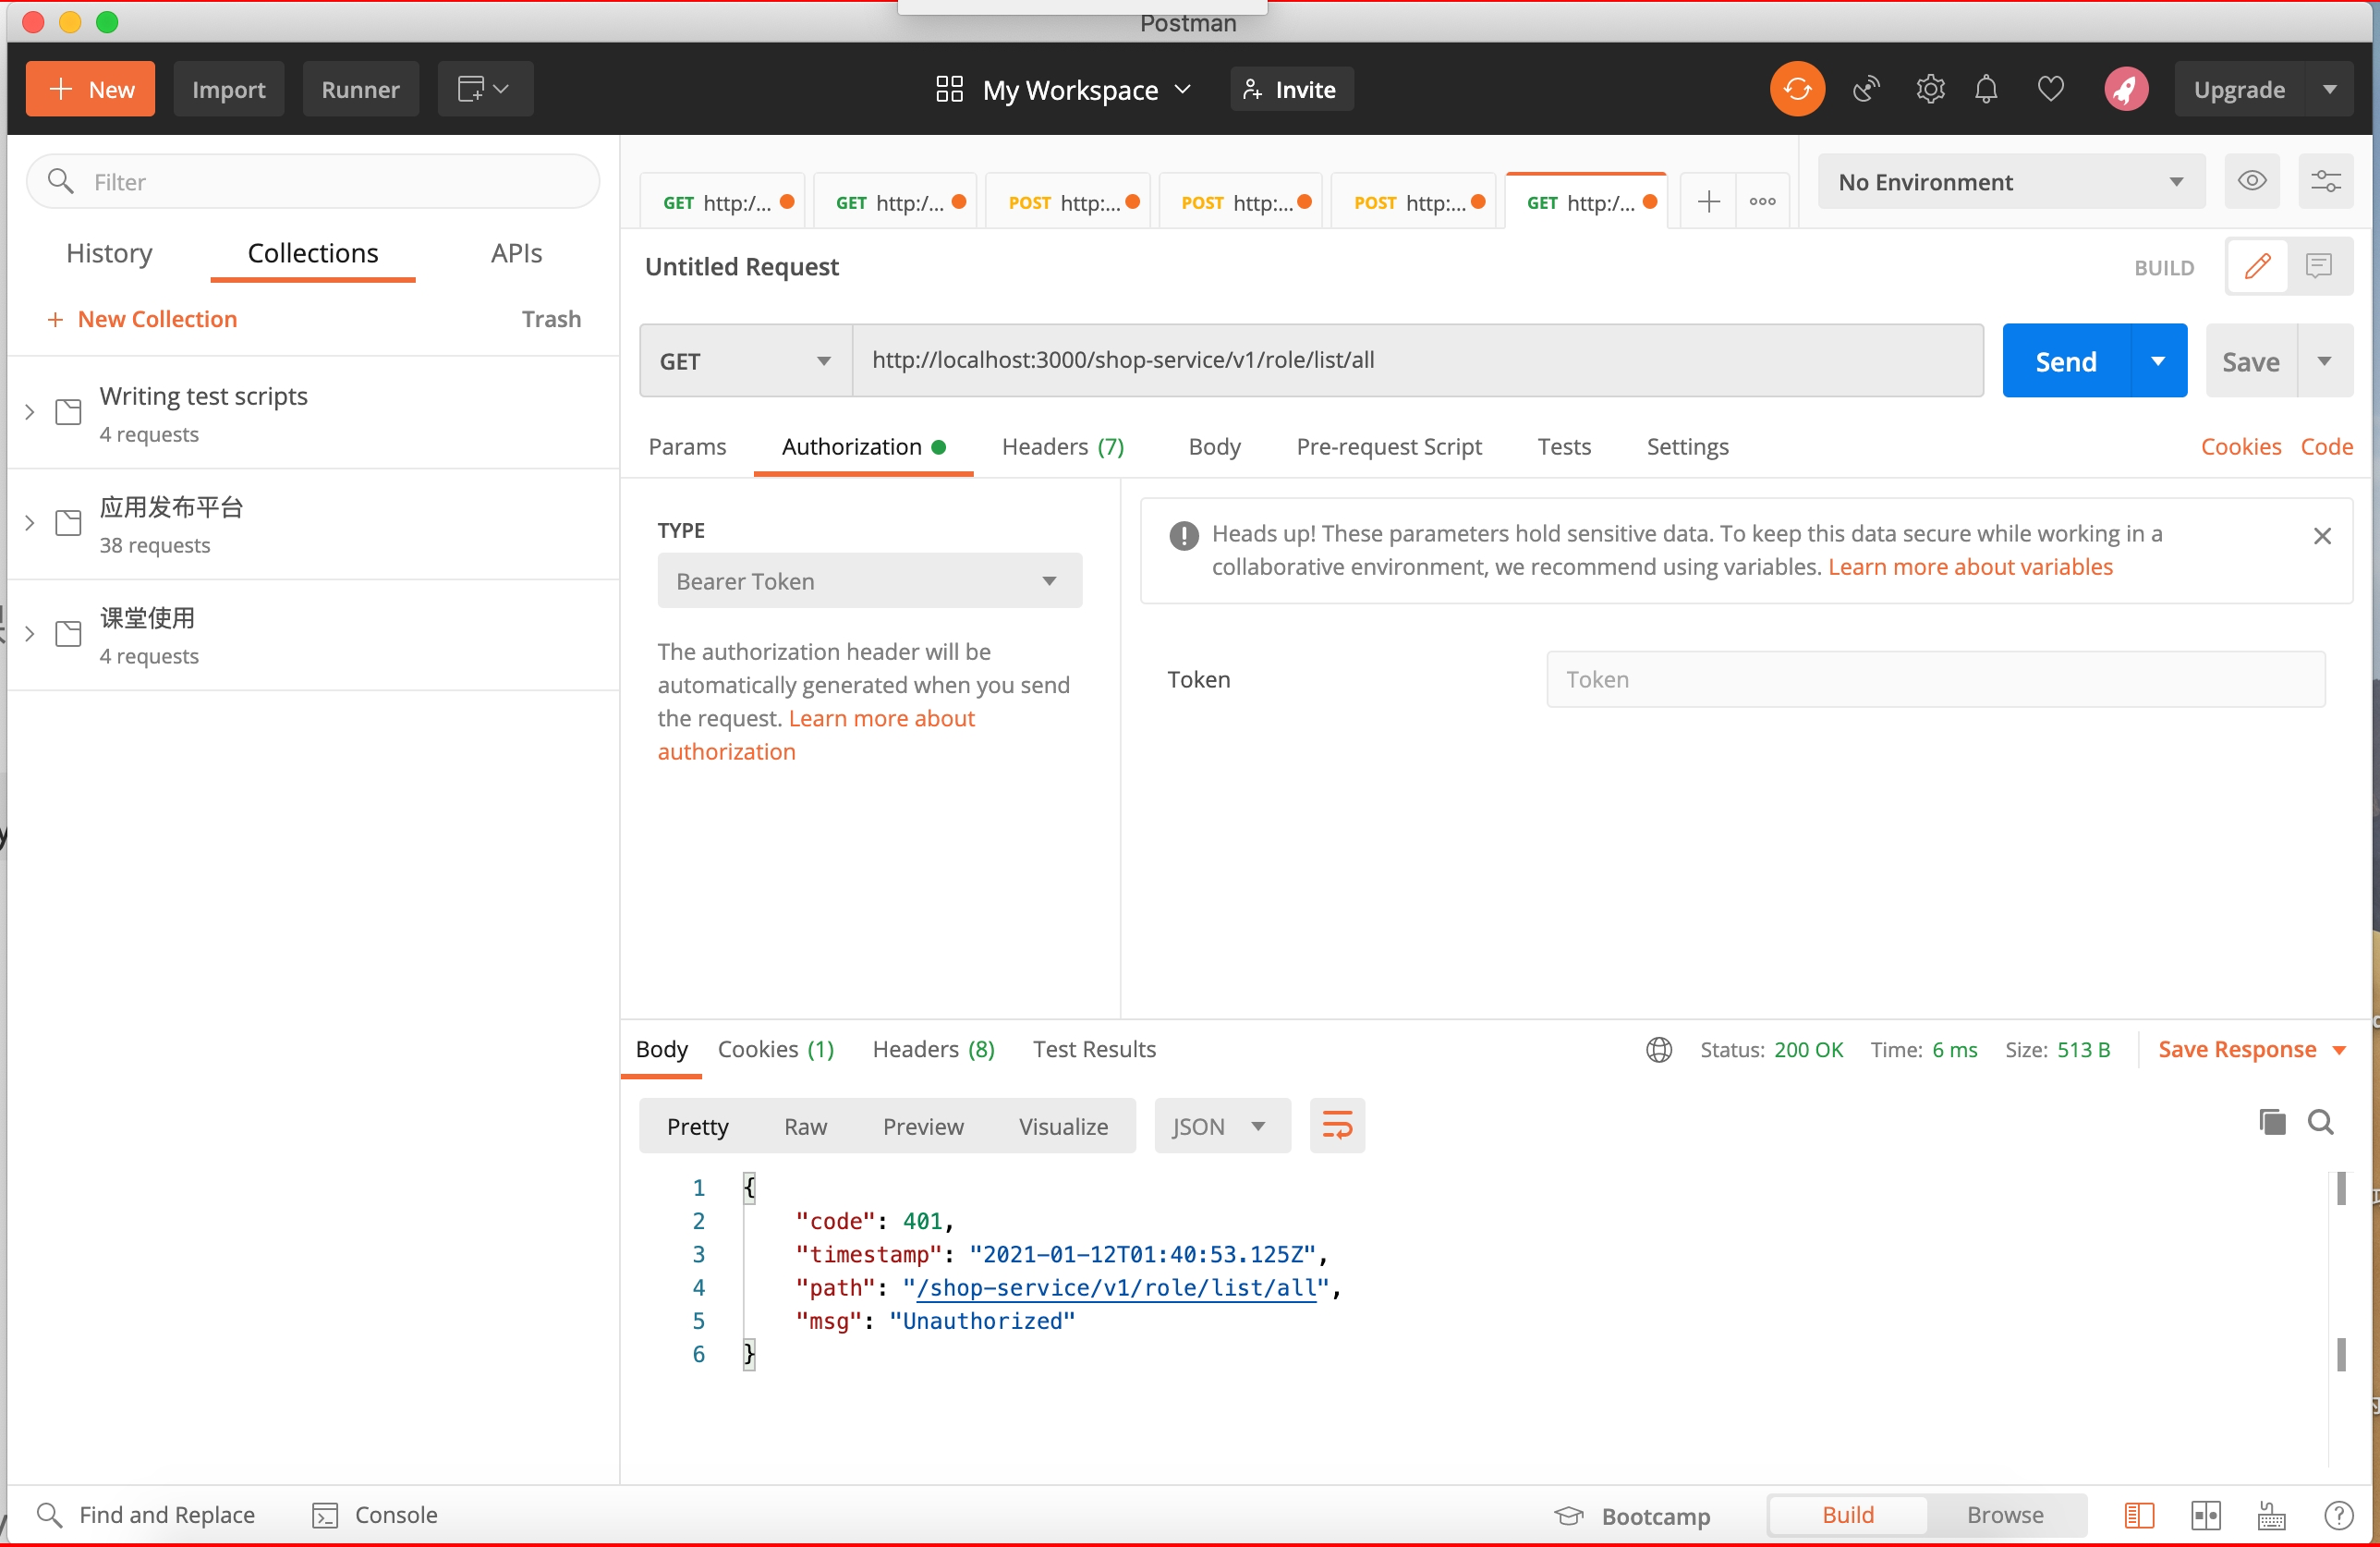 Postman
New
Import
Runner
My Workspace
Invite
Upgrade
Filter
History
Collections
APIs
+ New Collection
Trash
Writing test scripts
4 requests
应用发布平台
38 requests
课堂使用
4 requests
GET http:/...
GET http:/...
POST http:...
POST http:...
POST http:...
GET http:/...
No Environment
Untitled Request
BUILD
GET
http://localhost:3000/shop-service/v1/role/list/all
Send
Save
Params
Authorization
Headers (7)
Body
Pre-request Script
Tests
Settings
Cookies
Code
TYPE
Bearer Token
The authorization header will be
automatically generated when you send
the request. Learn more about
authorization
Heads up! These parameters hold sensitive data. To keep this data secure while working in a
collaborative environment, we recommend using variables. Learn more about variables
Token
Token
Body
Cookies (1)
Headers (8)
Test Results
Status: 200 OK
Time: 6 ms
Size: 513 B
Save Response
Pretty
Raw
Preview
Visualize
JSON
1 {
2 "code": 401,
3 "timestamp": "2021-01-12T01:40:53.125Z",
4 "path": "/shop-service/v1/role/list/all",
5 "msg": "Unauthorized"
6 }
Find and Replace
Console
Bootcamp
Build
Browse